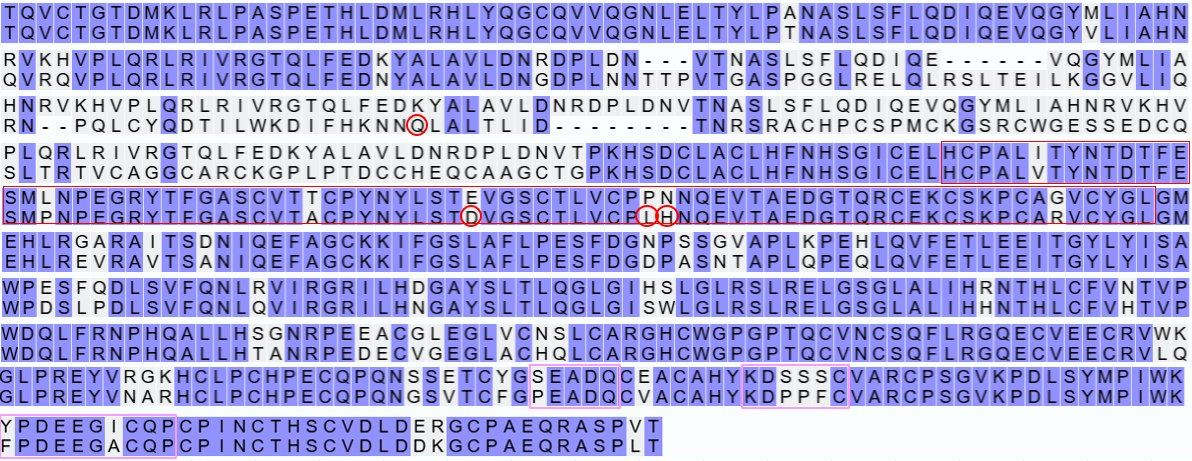 TQVCTGTDMKLRLPASPETHLDMLRHLYQGCQVVQGNLELTYLPANASLSFLQDIQEVQGYMLIAHN
TQVCTGTDMKLRLPASPETHLDMLRHLYQGCQVVQGNLELTYLPTNASLSFLQDIQEVQGYVLIAHN
RVKHVPLQRLRIVRGTQLFEDKYALAVLDNRDPLDN---VTNASLSFLQDIQE------VQGYMLIA
QVRQVPLQRLRIVRGTQLFEDNYALAVLDNGDPLNNTTPVTGASPGGLRELQLRSLTEILKGGVLIQ
HNRVKHVPLQRLRIVRGTQLFEDKYALAVLDNRDPLDNVTNASLSFLQDIQEVQGYMLIAHNRVKHV
RN--PQLCYQDTILWKDIFHKNNQLALTLID--------TNRSRACHPCSPMCKGSRCWGESSEDCQ
PLQRLRIVRGTQLFEDKYALAVLDNRDPLDNVTPKHSDCLACLHFNHSGICELHCPALITYNTDTFE
SLTRTVCAGGCARCKGPLPTDCCHEQCAAGCTGPKHSDCLACLHFNHSGICELHCPALVTYNTDTFE
SMLNPEGRYTFGASCVTTCPYNYLSTEVGSCTLVCPPNNQEVTAEDGTQRCEKCSKPCAGVCYGLGM
SMPNPEGRYTFGASCVTACPYNYLSTDVGSCTLVCPLHNQEVTAEDGTQRCEKCSKPCARVCYGLGM
EHLRGARAITSDNIQEFAGCKKIFGSLAFLPESFDGNPSSGVAPLKPEHLQVFETLEEITGYLYISA
EHLREVRAVTSANIQEFAGCKKIFGSLAFLPESFDGDPASNTAPLQPEQLQVFETLEEITGYLYISA
WPESFQDLSVFQNLRVIRGRILHDGAYSLTLQGLGIHSLGLRSLRELGSGLALIHRNTHLCFVNTVP
WPDSLPDLSVFQNLQVIRGRILHNGAYSLTLQGLGISWLGLRSLRELGSGLALIHHNTHLCFVHTVP
WDQLFRNPHQALLHSGNRPEEACGLEGLVCNSLCARGHCWGPGPTQCVNCSQFLRGQECVEECRVWK
WDQLFRNPHQALLHTANRPEDECVGEGLACHQLCARGHCWGPGPTQCVNCSQFLRGQECVEECRVLQ
GLPREYVRGKHCLPCHPECQPQNSSETCYGSEADQCEACAHYKDSSSCVARCPSGVKPDLSYMPIWK
GLPREYVNARHCLPCHPECQPQNGSVTCFGPEADQCVACAHYKDPPFCVARCPSGVKPDLSYMPIWK
YPDEEGICQPCPINCTHSCVDLDERGCPAEQRASPVT
FPDEEGACQPCPINCTHSCVDLDDKGCPAEQRASPLT